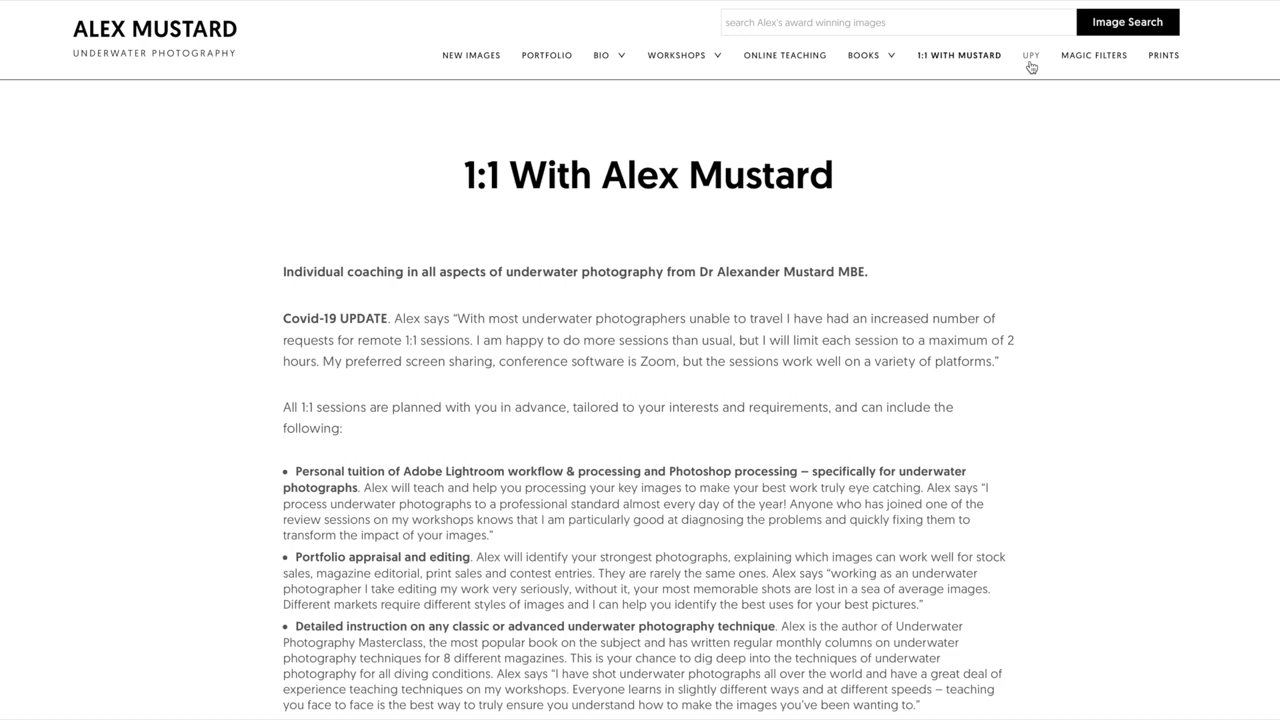 ALEX MUSTARD
UNDERWATER PHOTOGRAPHY
search Alex's award winning images
Image Search
NEW IMAGES PORTFOLIO BIO WORKSHOPS ONLINE TEACHING BOOKS 1:1 WITH MUSTARD UPY MAGIC FILTERS PRINTS
1:1 With Alex Mustard
Individual coaching in all aspects of underwater photography from Dr Alexander Mustard MBE.
Covid-19 UPDATE. Alex says “With most underwater photographers unable to travel I have had an increased number of
requests for remote 1:1 sessions. I am happy to do more sessions than usual, but I will limit each session to a maximum of 2
hours. My preferred screen sharing, conference software is Zoom, but the sessions work well on a variety of platforms.”
All 1:1 sessions are planned with you in advance, tailored to your interests and requirements, and can include the
following:
• Personal tuition of Adobe Lightroom workflow & processing and Photoshop processing – specifically for underwater
photographs. Alex will teach and help you processing your key images to make your best work truly eye catching. Alex says “I
process underwater photographs to a professional standard almost every day of the year! Anyone who has joined one of the
review sessions on my workshops knows that I am particularly good at diagnosing the problems and quickly fixing them to
transform the impact of your images.”
• Portfolio appraisal and editing. Alex will identify your strongest photographs, explaining which images can work well for stock
sales, magazine editorial, print sales and contest entries. They are rarely the same ones. Alex says “working as an underwater
photographer I take editing my work very seriously, without it, your most memorable shots are lost in a sea of average images.
Different markets require different styles of images and I can help you identify the best uses for your best pictures.”
• Detailed instruction on any classic or advanced underwater photography technique. Alex is the author of Underwater
Photography Masterclass, the most popular book on the subject and has written regular monthly columns on underwater
photography techniques for 8 different magazines. This is your chance to dig deep into the techniques of underwater
photography for all diving conditions. Alex says “I have shot underwater photographs all over the world and have a great deal of
experience teaching techniques on my workshops. Everyone learns in slightly different ways and at different speeds – teaching
you face to face is the best way to truly ensure you understand how to make the images you’ve been wanting to.”